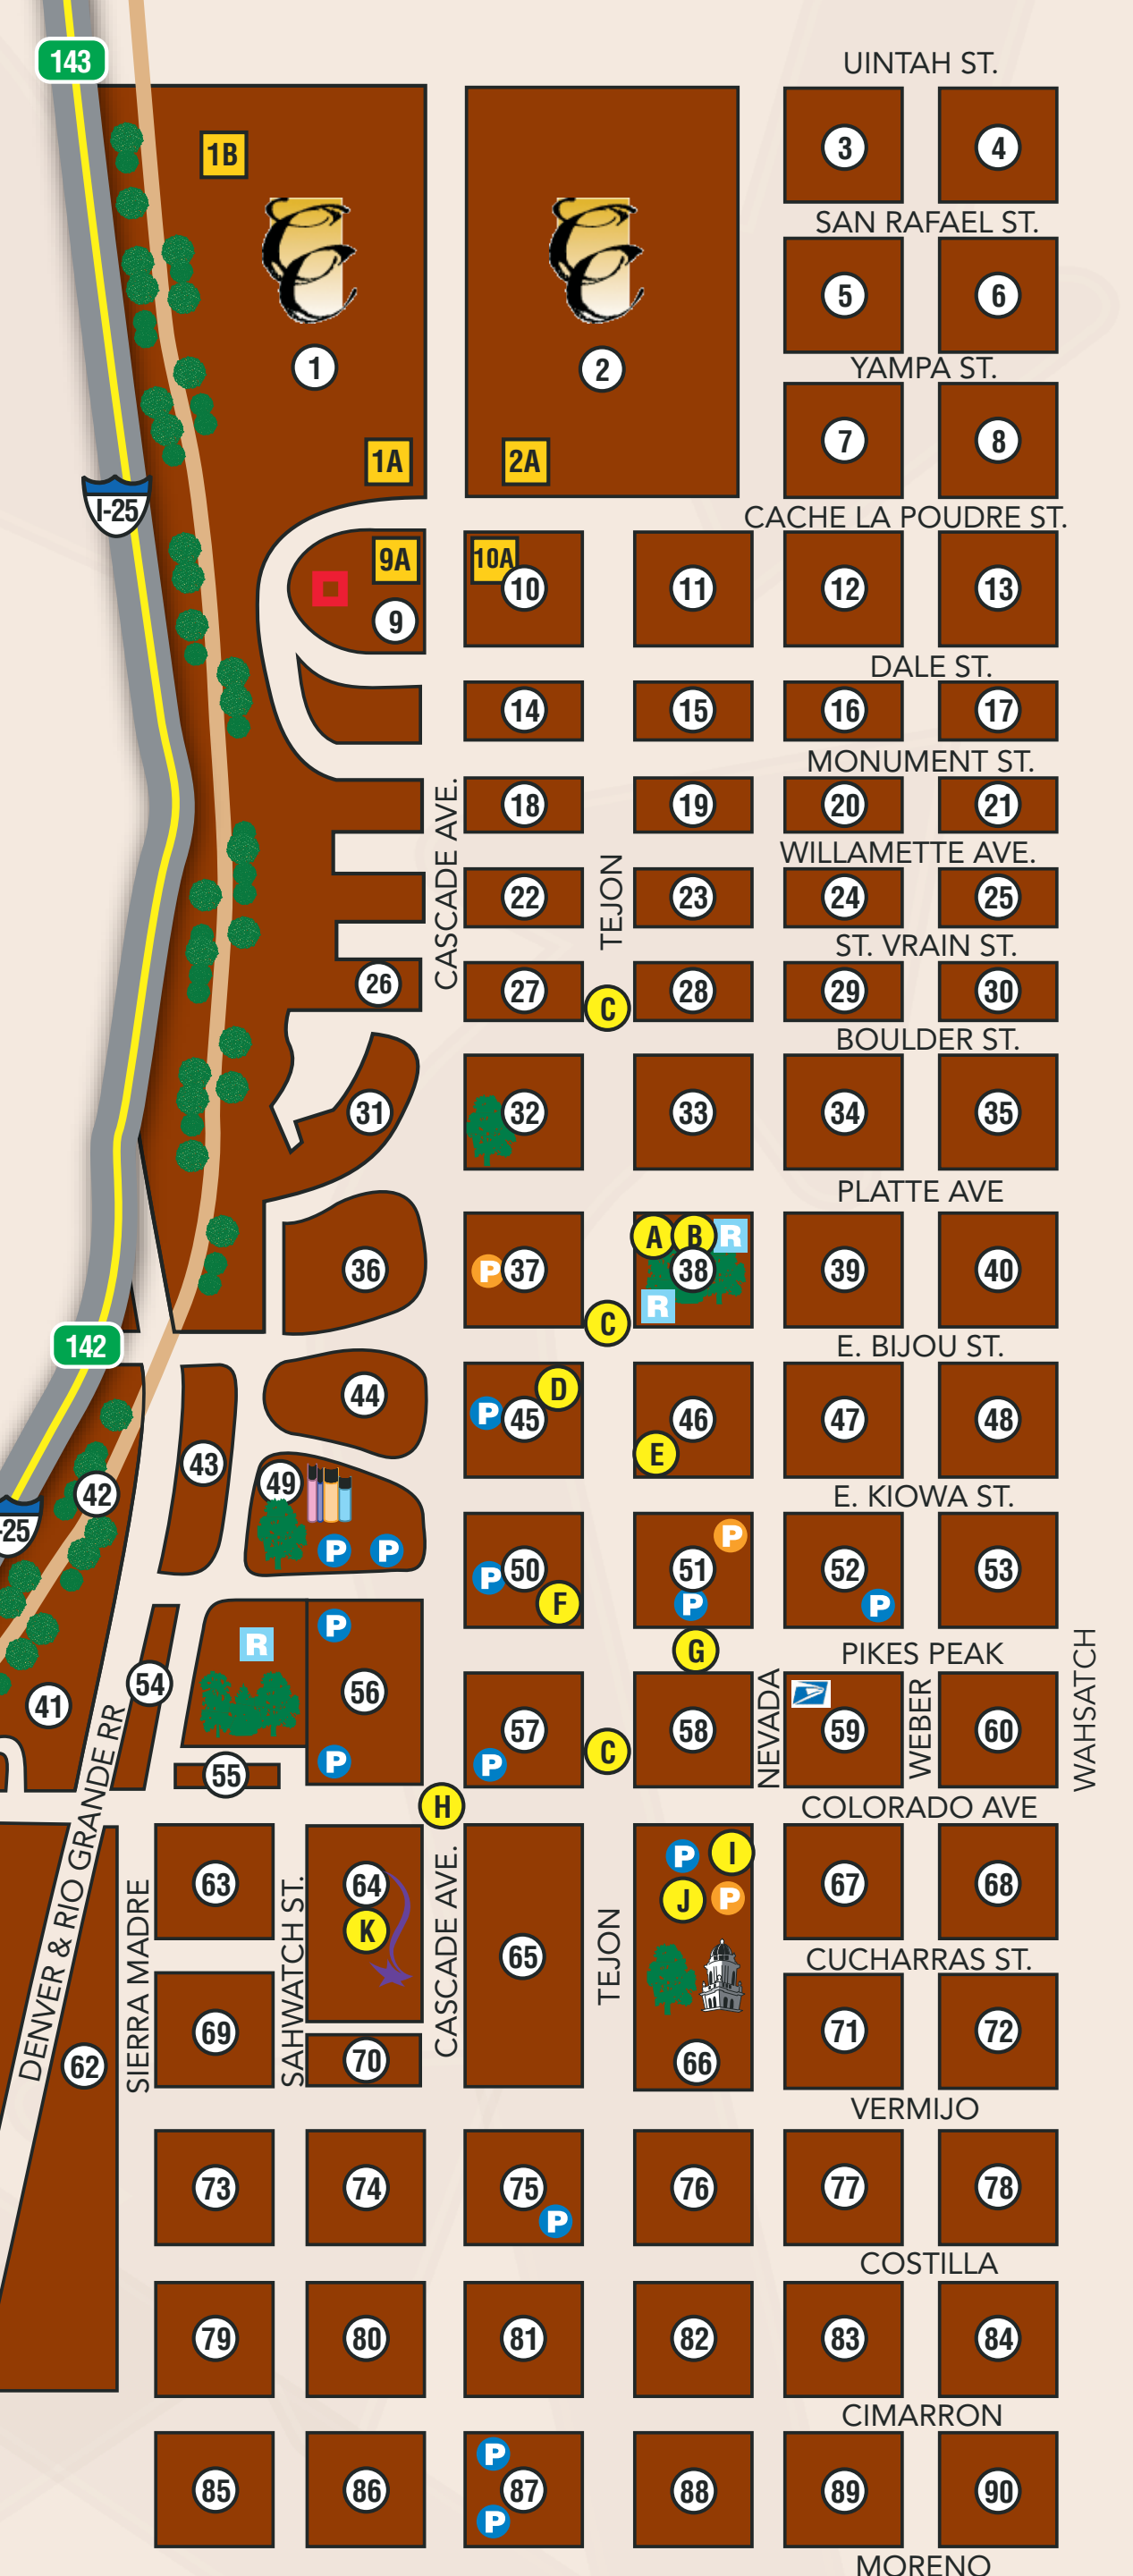 UINTAH ST.
143
3
4
1B
SAN RAFAEL ST.
CC
CC
5
6
1
2
YAMPA ST.
7
8
1A
2A
I-25
CACHE LA POUDRE ST.
9A
10A
10
11
12
13
9
DALE ST.
14
15
16
17
MONUMENT ST.
18
19
20
21
CASCADE AVE.
WILLAMETTE AVE.
TEJON
22
23
24
25
ST. VRAIN ST.
26
27
28
29
30
C
BOULDER ST.
31
32
33
34
35
PLATTE AVE
A
B
R
36
P
37
38
39
40
R
C
142
E. BIJOU ST.
44
D
P
45
46
47
48
E
43
49
42
E. KIOWA ST.
-25
P
P
P
50
P
51
52
53
F
P
P
P
R
G
PIKES PEAK
54
56
41
57
58
NEVADA
59
WEBER
60
WAHSATCH
C
P
P
55
H
COLORADO AVE
DENVER & RIO GRANDE RR
63
64
P
I
67
68
K
J
P
SIERRA MADRE
SAHWATCH ST.
CASCADE AVE.
65
TEJON
CUCHARRAS ST.
62
69
70
66
71
72
VERMIJO
73
74
75
76
77
78
P
COSTILLA
79
80
81
82
83
84
CIMARRON
P
85
86
87
88
89
90
P
MORENO